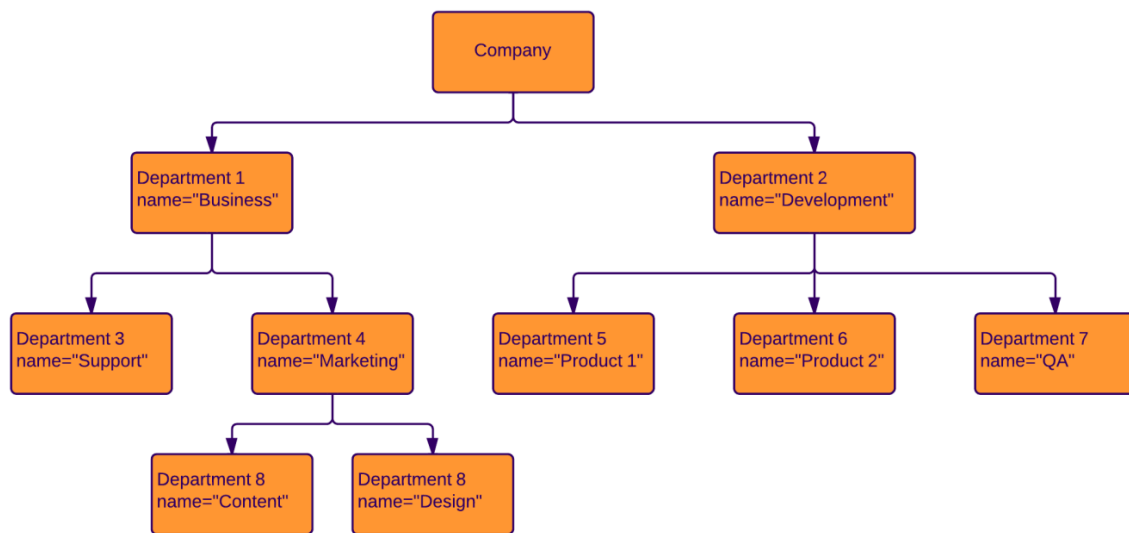 Company
Department 1
name="Business"
Department 2
name="Development"
Department 3
name="Support"
Department 4
name="Marketing"
Department 5
name="Product 1"
Department 6
name="Product 2"
Department 7
name="QA"
Department 8
name="Content"
Department 8
name="Design"